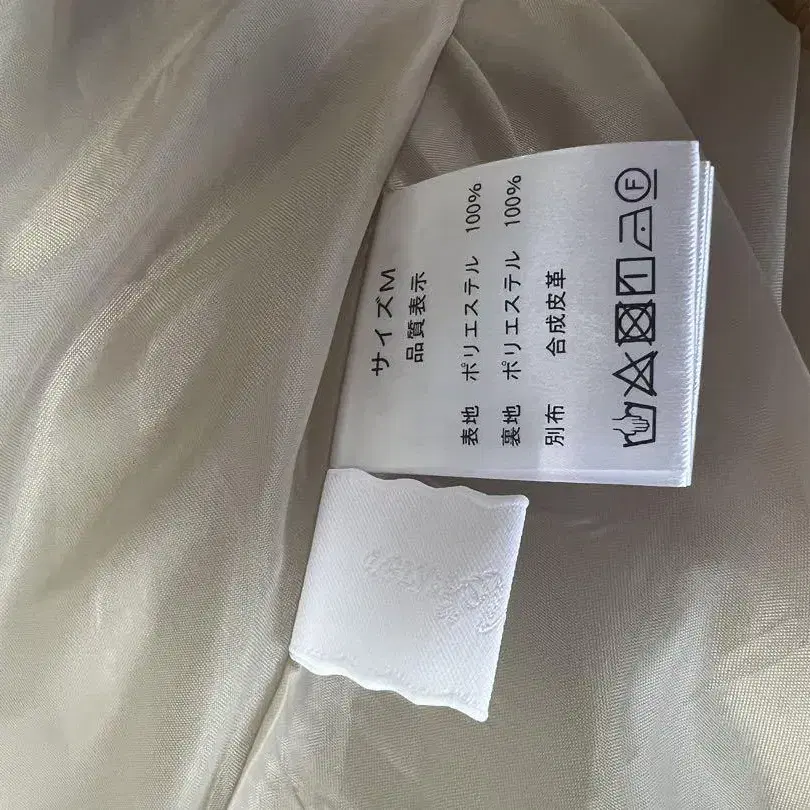 サイズM
品質表示
表地 ポリエステル 100%
裏地 ポリエステル 100%
別布 合成皮革
F